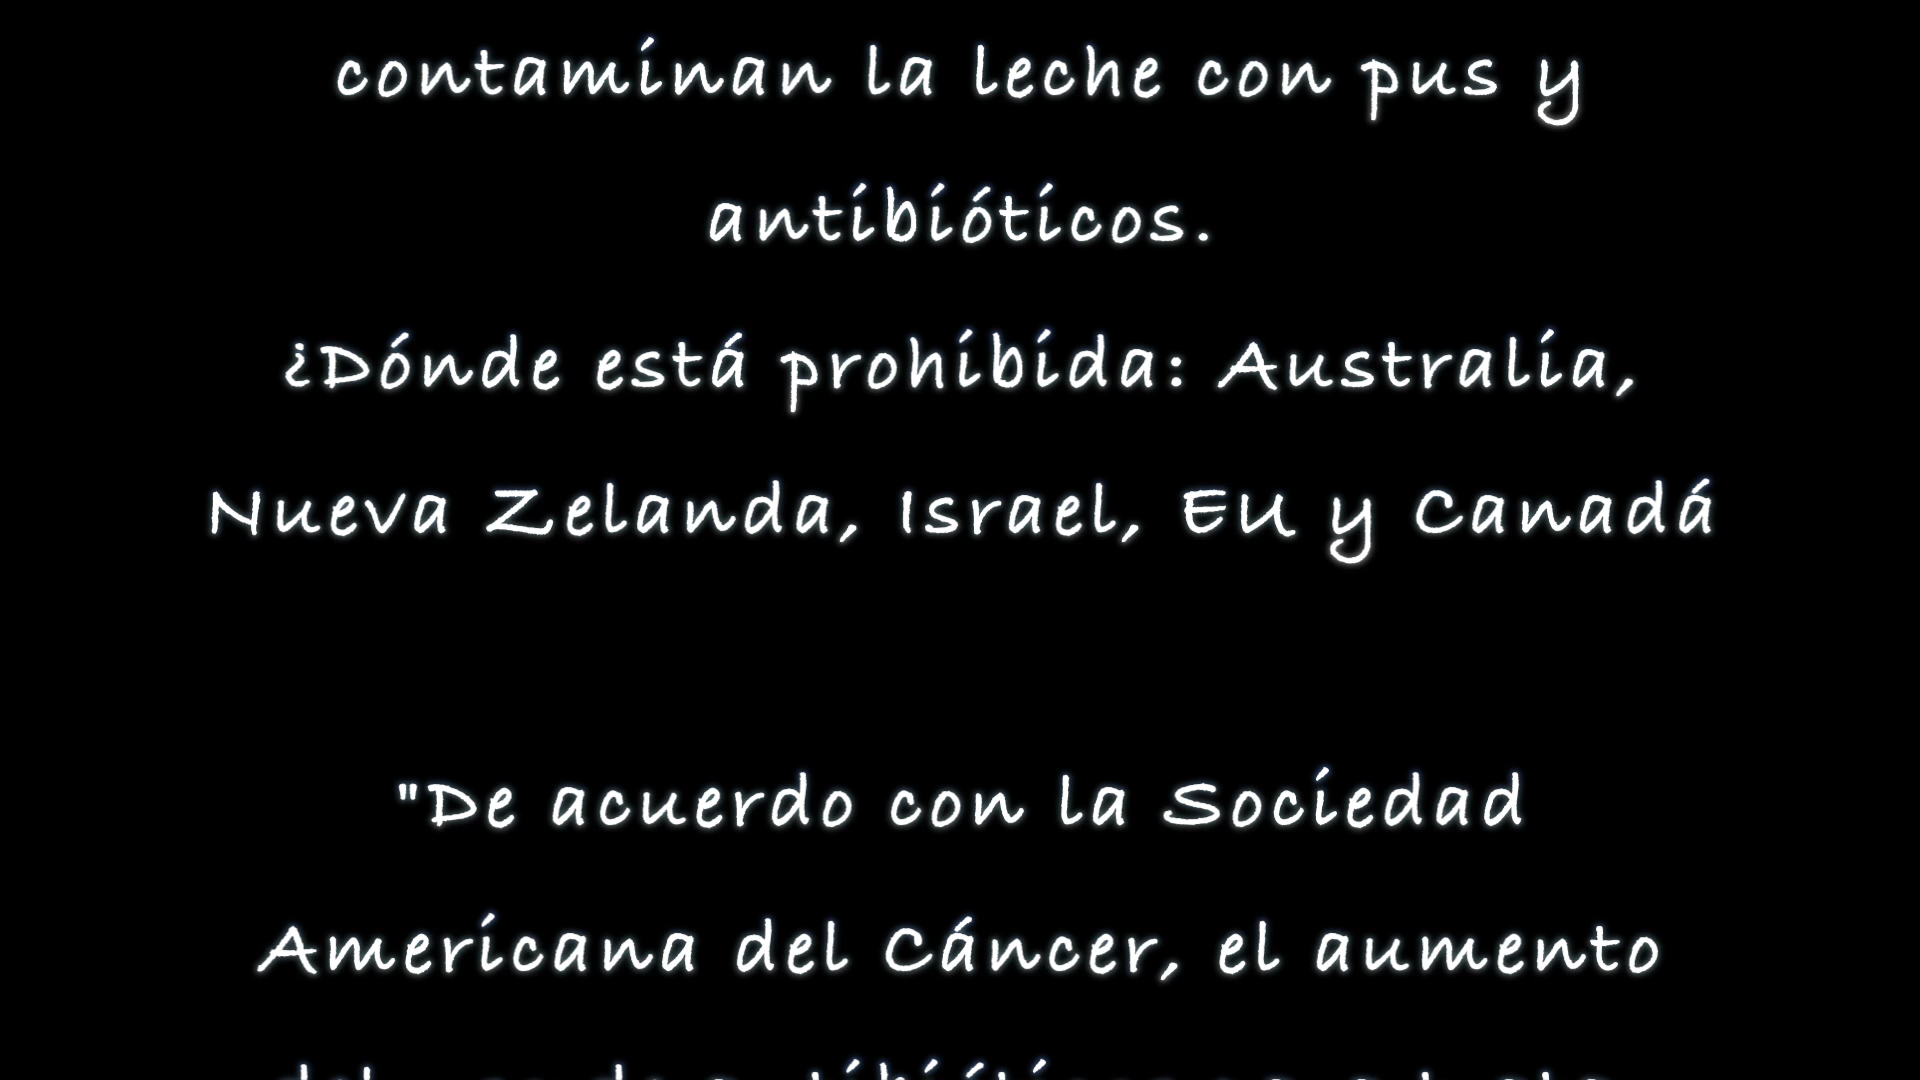 contaminan la leche con pus y
antibióticos.
¿Dónde está prohibida: Australia,
Nueva Zelanda, Israel, EU y Canadá
"De acuerdo con la Sociedad
Americana del Cáncer, el aumento